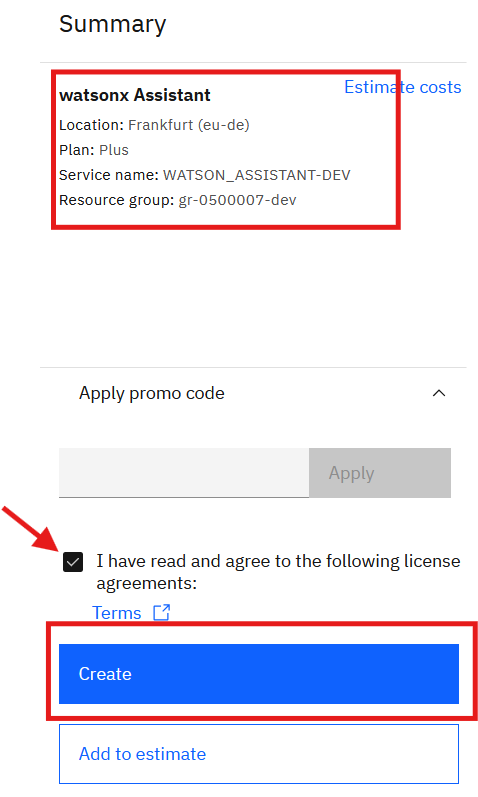 Summary
Estimate costs
watsonx Assistant
Location: Frankfurt (eu-de)
Plan: Plus
Service name: WATSON_ASSISTANT-DEV
Resource group: gr-0500007-dev
Apply promo code
Apply
I have read and agree to the following license
agreements:
Terms
Create
Add to estimate